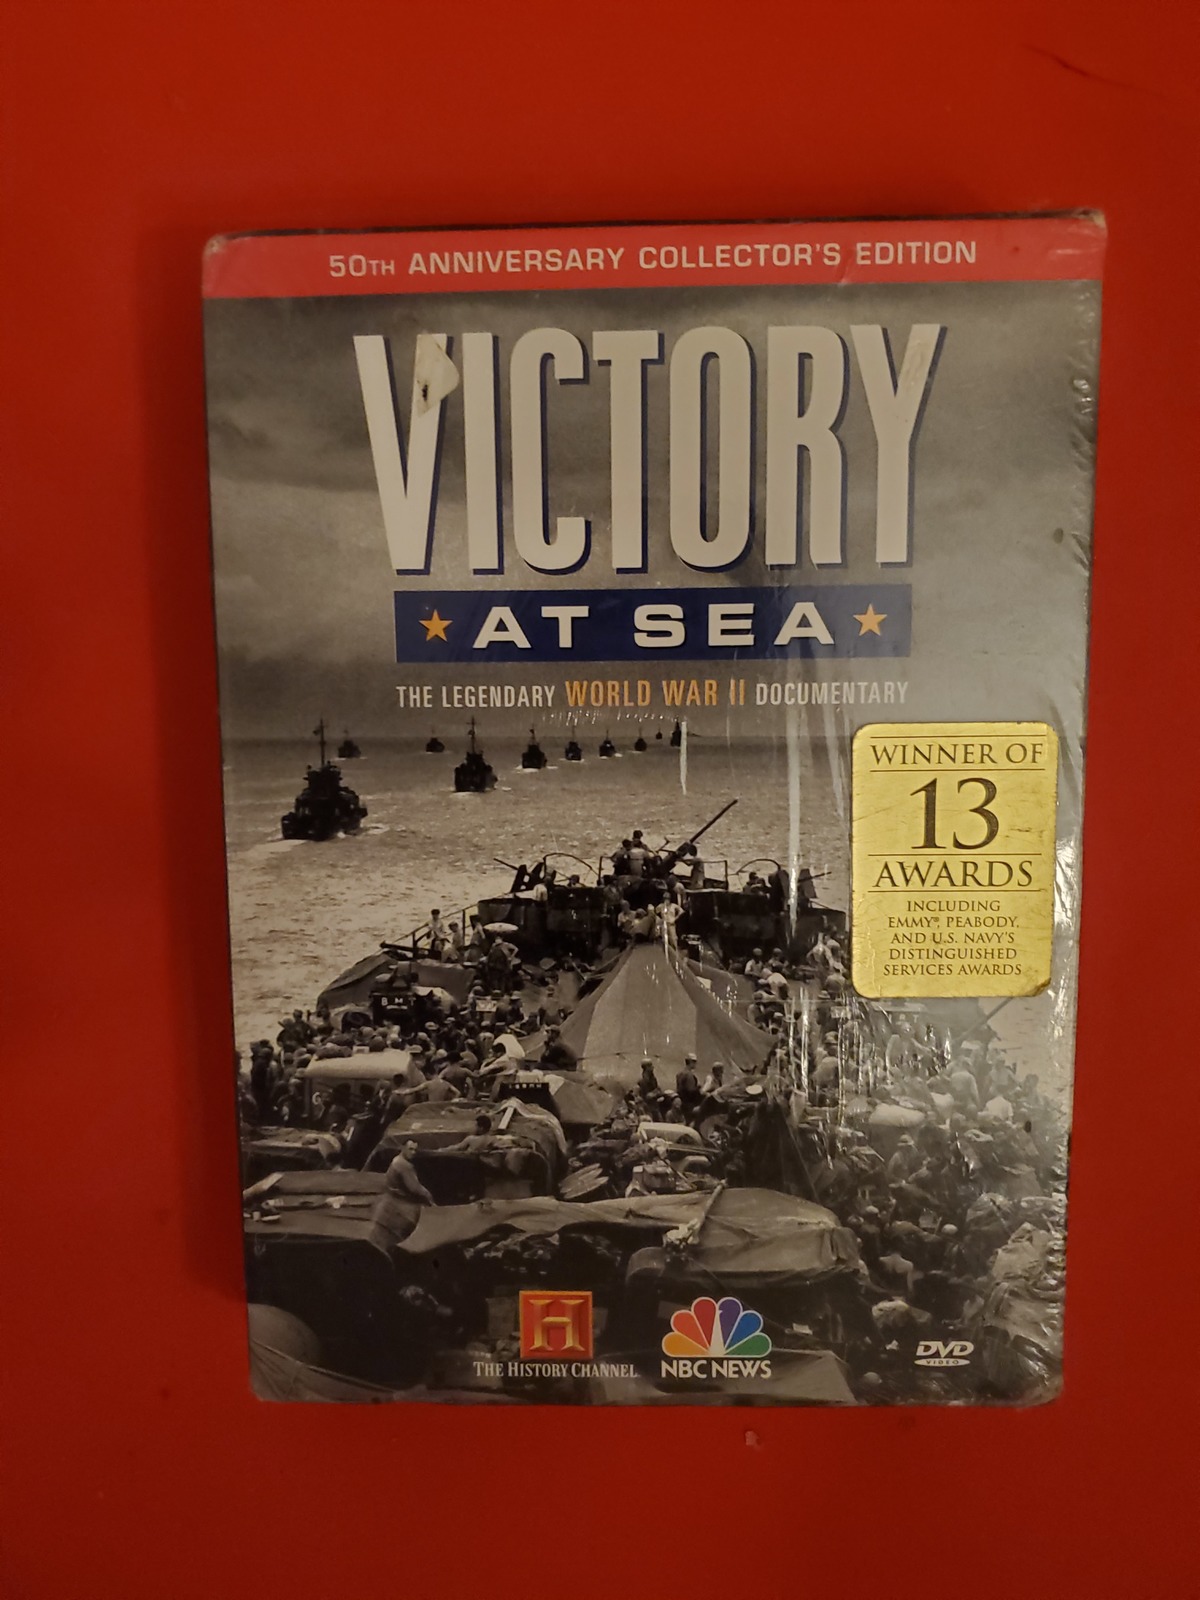 50TH ANNIVERSARY COLLECTOR'S EDITION
VICTORY
AT SEA
THE LEGENDARY WORLD WAR II DOCUMENTARY
WINNER OF
13
AWARDS
INCLUDING
EMMY®, PEABODY,
AND U.S. NAVY'S
DISTINGUISHED
SERVICES AWARDS
B M
H
THE HISTORY CHANNEL
NBC NEWS
DVD
VIDEO